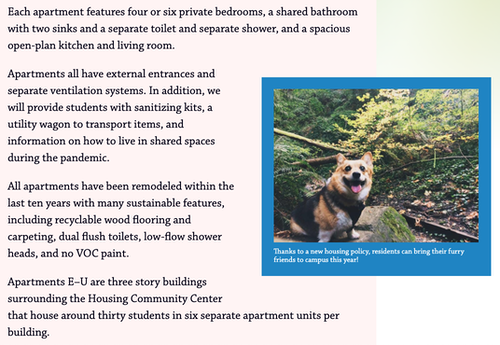 Each apartment features four or six private bedrooms, a shared bathroom
with two sinks and a separate toilet and separate shower, and a spacious
open-plan kitchen and living room.
Apartments all have external entrances and
separate ventilation systems. In addition, we
will provide students with sanitizing kits, a
utility wagon to transport items, and
information on how to live in shared spaces
during the pandemic.
All apartments have been remodeled within the
last ten years with many sustainable features,
including recyclable wood flooring and
carpeting, dual flush toilets, low-flow shower
heads, and no VOC paint.
Apartments E–U are three story buildings
surrounding the Housing Community Center
that house around thirty students in six separate apartment units per
building.
Thanks to a new housing policy, residents can bring their furry
friends to campus this year!